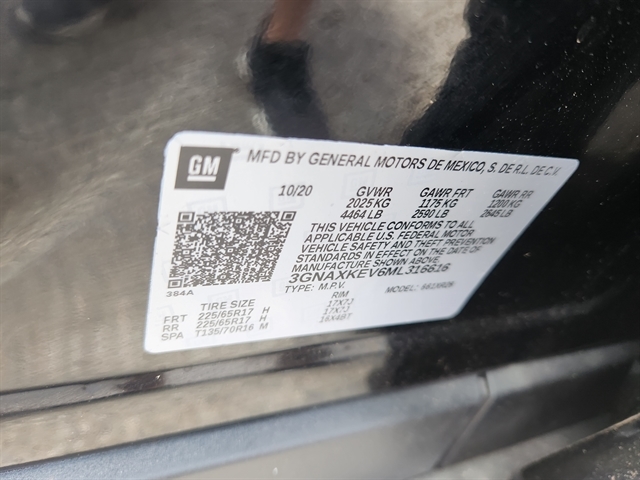 GM MFD BY GENERAL MOTORS DE MEXICO, S. DE R.L. DE C.V.
10/20 GVWR GAWR FRT GAWR RR
2025 KG 1175 KG 1200 KG
4464 LB 2590 LB 2645 LB
THIS VEHICLE CONFORMS TO ALL
APPLICABLE U.S. FEDERAL MOTOR
VEHICLE SAFETY AND THEFT PREVENTION
STANDARDS IN EFFECT ON THE DATE OF
MANUFACTURE SHOWN ABOVE.
3GNAXKEV6ML316616
384A
TYPE: M.P.V. MODEL:
TIRE SIZE RIM
FRT 225/65R17 H 17X7J
RR 225/65R17 H 17X7J
SPA T135/70R16 M 16X4BT